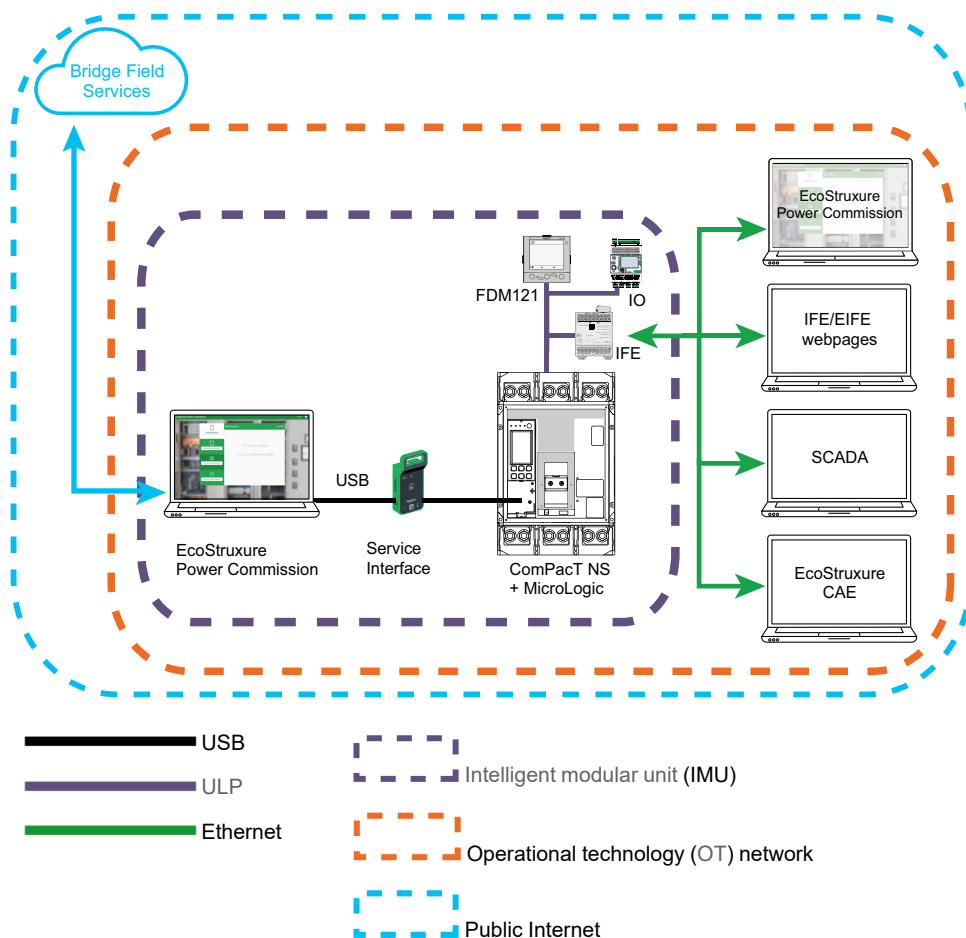 Bridge Field
Services
EcoStruxure
Power Commission
FDM121
IO
IFE
IFE/EIFE
webpages
USB
SCADA
EcoStruxure
Power Commission
Service
Interface
ComPacT NS
+ MicroLogic
EcoStruxure
CAE
USB
ULP
Ethernet
Intelligent modular unit (IMU)
Operational technology (OT) network
Public Internet